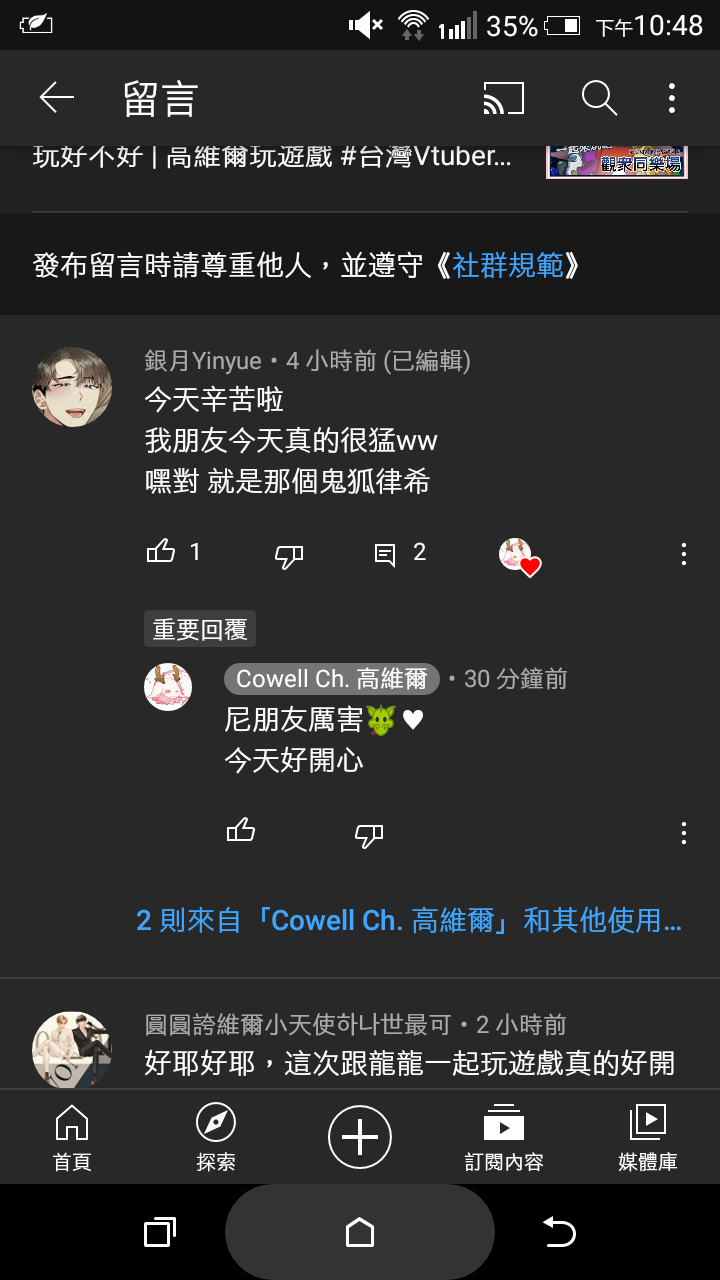 35% 下午10:48
留言
玩好不好 | 高維爾玩遊戲 #台灣Vtuber...
觀眾同樂場
發布留言時請尊重他人，並遵守《社群規範》
銀月Yinyue • 4 小時前 (已編輯)
今天辛苦啦
我朋友今天真的很猛ww
嘿對 就是那個鬼狐律希
1 2
重要回覆
Cowell Ch. 高維爾 • 30 分鐘前
尼朋友厲害🐲♥
今天好開心
2 則來自「Cowell Ch. 高維爾」和其他使用...
圓圓誇維爾小天使하나世最可 • 2 小時前
好耶好耶，這次跟龍龍一起玩遊戲真的好開
首頁 探索 訂閱內容 媒體庫